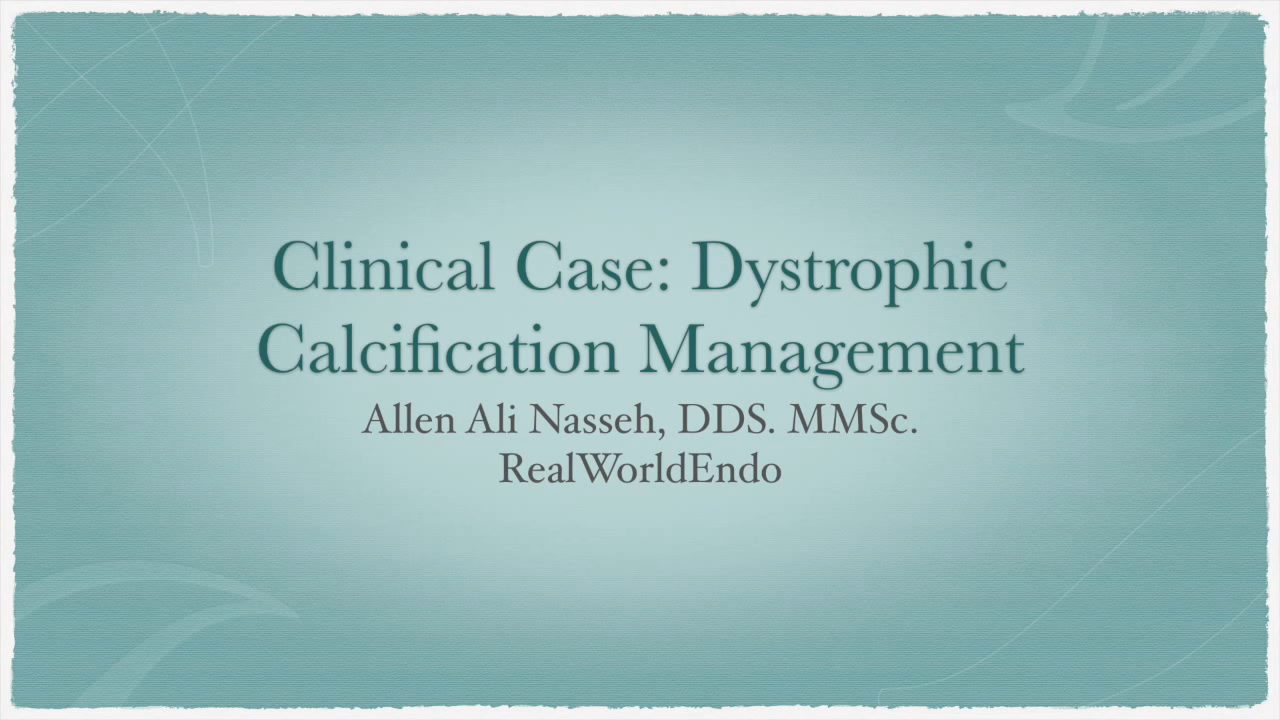 Clinical Case: Dystrophic
Calcification Management
Allen Ali Nasseh, DDS. MMSc.
RealWorldEndo